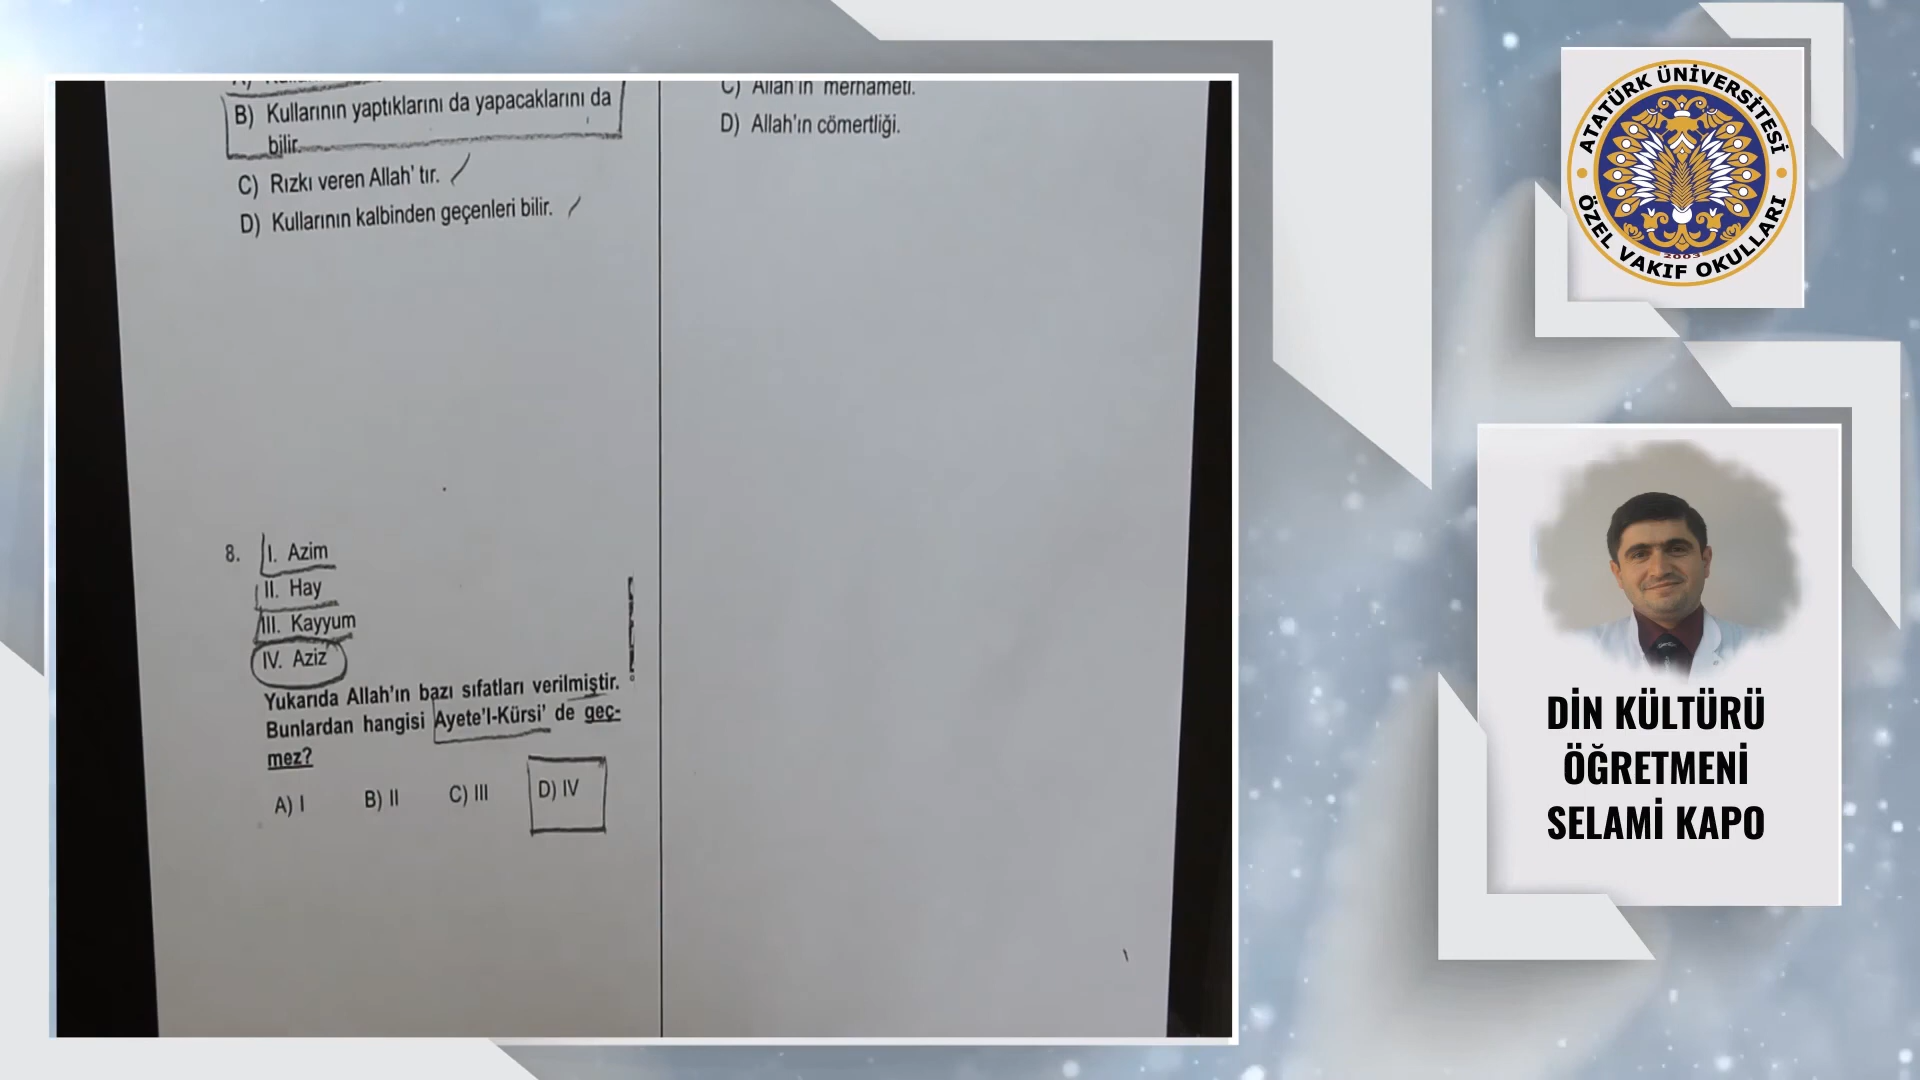 B) Kullarının yaptıklarını da yapacaklarını da
bilir.
C) Rızkı veren Allah' tır.
D) Kullarının kalbinden geçenleri bilir.
8. I. Azim
II. Hay
III. Kayyum
IV. Aziz
Yukarıda Allah'ın bazı sıfatları verilmiştir.
Bunlardan hangisi Ayete'l-Kürsi' de geç-
mez?
A) I B) II C) III D) IV
C) Allah'ın merhameti.
D) Allah'ın cömertliği.
ATATÜRK ÜNİVERSİTESİ
ÖZEL VAKIF OKULLARI
2003
DİN KÜLTÜRÜ
ÖĞRETMENİ
SELAMİ KAPO